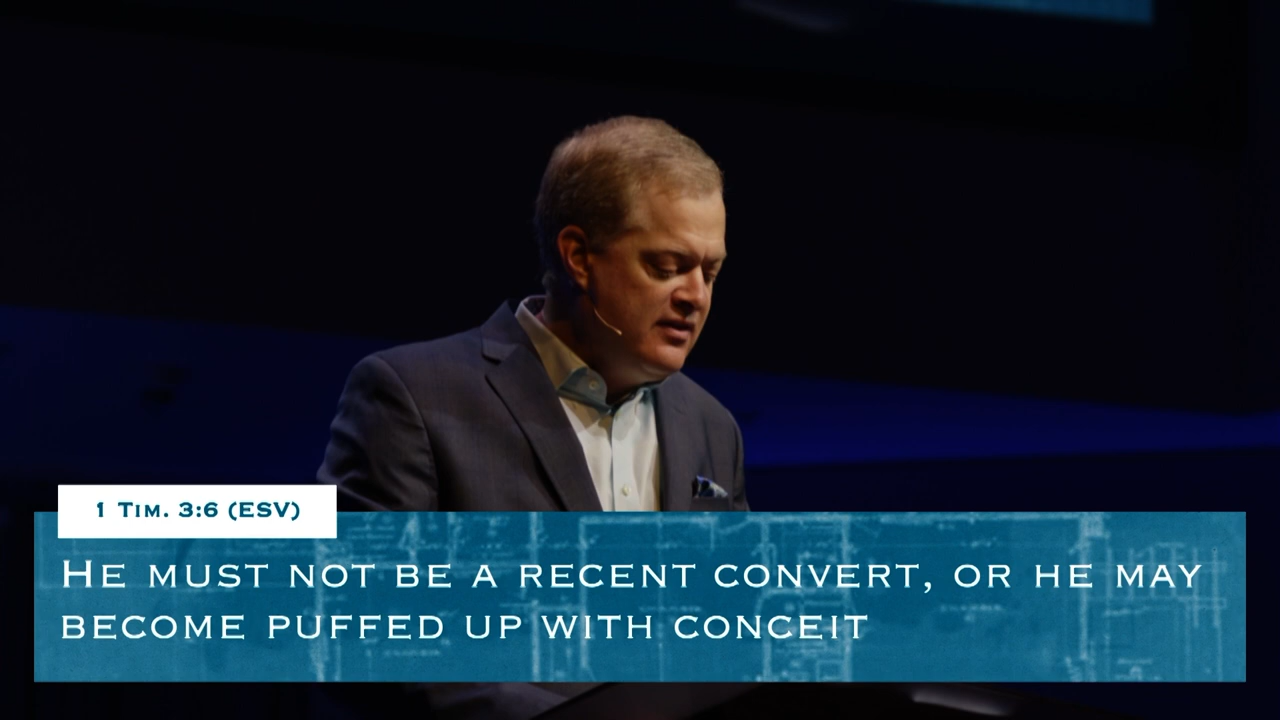 1 Tim. 3:6 (ESV)
He must not be a recent convert, or he may
become puffed up with conceit